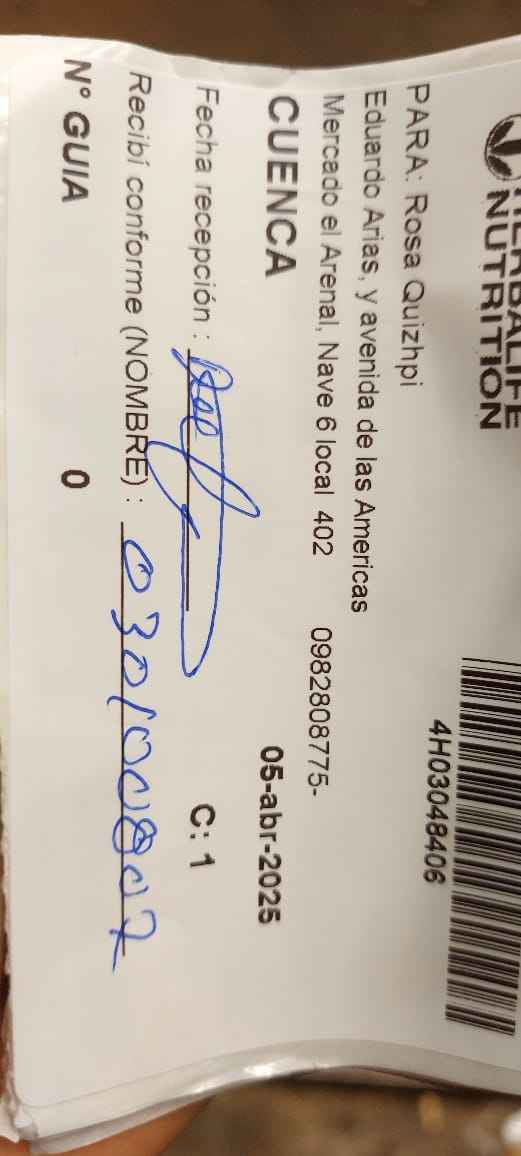 HERBALIFE
NUTRITION
4H03048406
PARA: Rosa Quizhpi
Eduardo Arias, y avenida de las Americas
Mercado el Arenal, Nave 6 local 402 0982808775-
CUENCA 05-abr-2025
Fecha recepción : C: 1
Recibí conforme (NOMBRE) :
N° GUIA 0